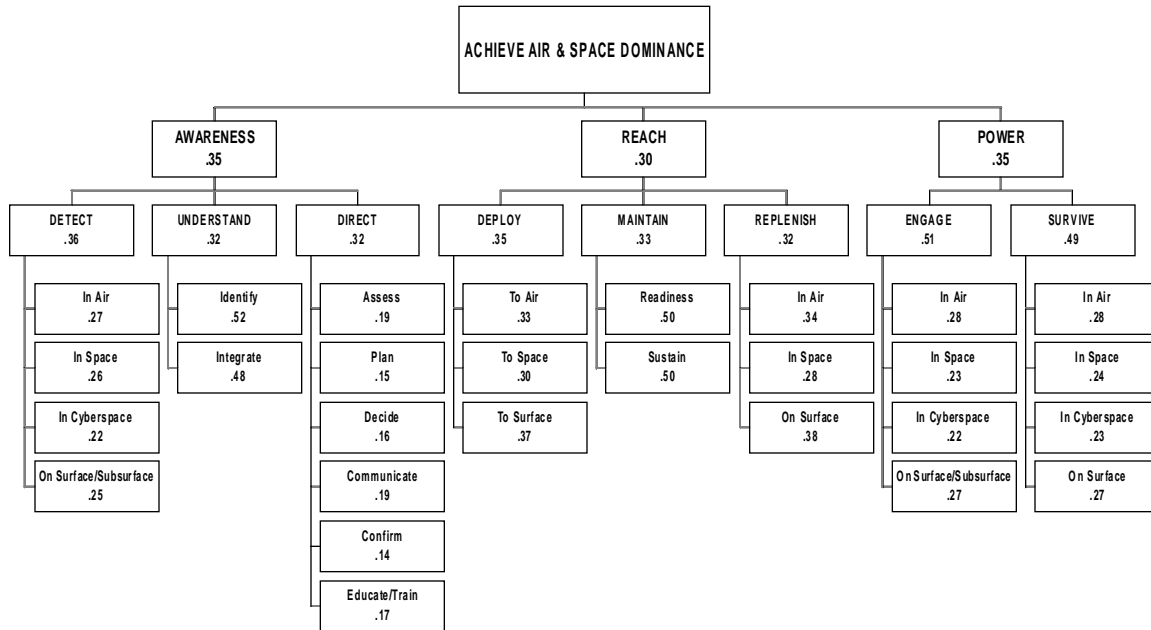 ACHIEVE AIR & SPACE DOMINANCE
AWARENESS
.35
REACH
.30
POWER
.35
DETECT
.36
UNDERSTAND
.32
DIRECT
.32
DEPLOY
.35
MAINTAIN
.33
REPLENISH
.32
ENGAGE
.51
SURVIVE
.49
In Air
.27
In Space
.26
In Cyberspace
.22
On Surface/Subsurface
.25
Identify
.52
Integrate
.48
Assess
.19
Plan
.15
Decide
.16
Communicate
.19
Confirm
.14
Educate/Train
.17
To Air
.33
To Space
.30
To Surface
.37
Readiness
.50
Sustain
.50
In Air
.34
In Space
.28
On Surface
.38
In Air
.28
In Space
.23
In Cyberspace
.22
On Surface/Subsurface
.27
In Air
.28
In Space
.24
In Cyberspace
.23
On Surface
.27